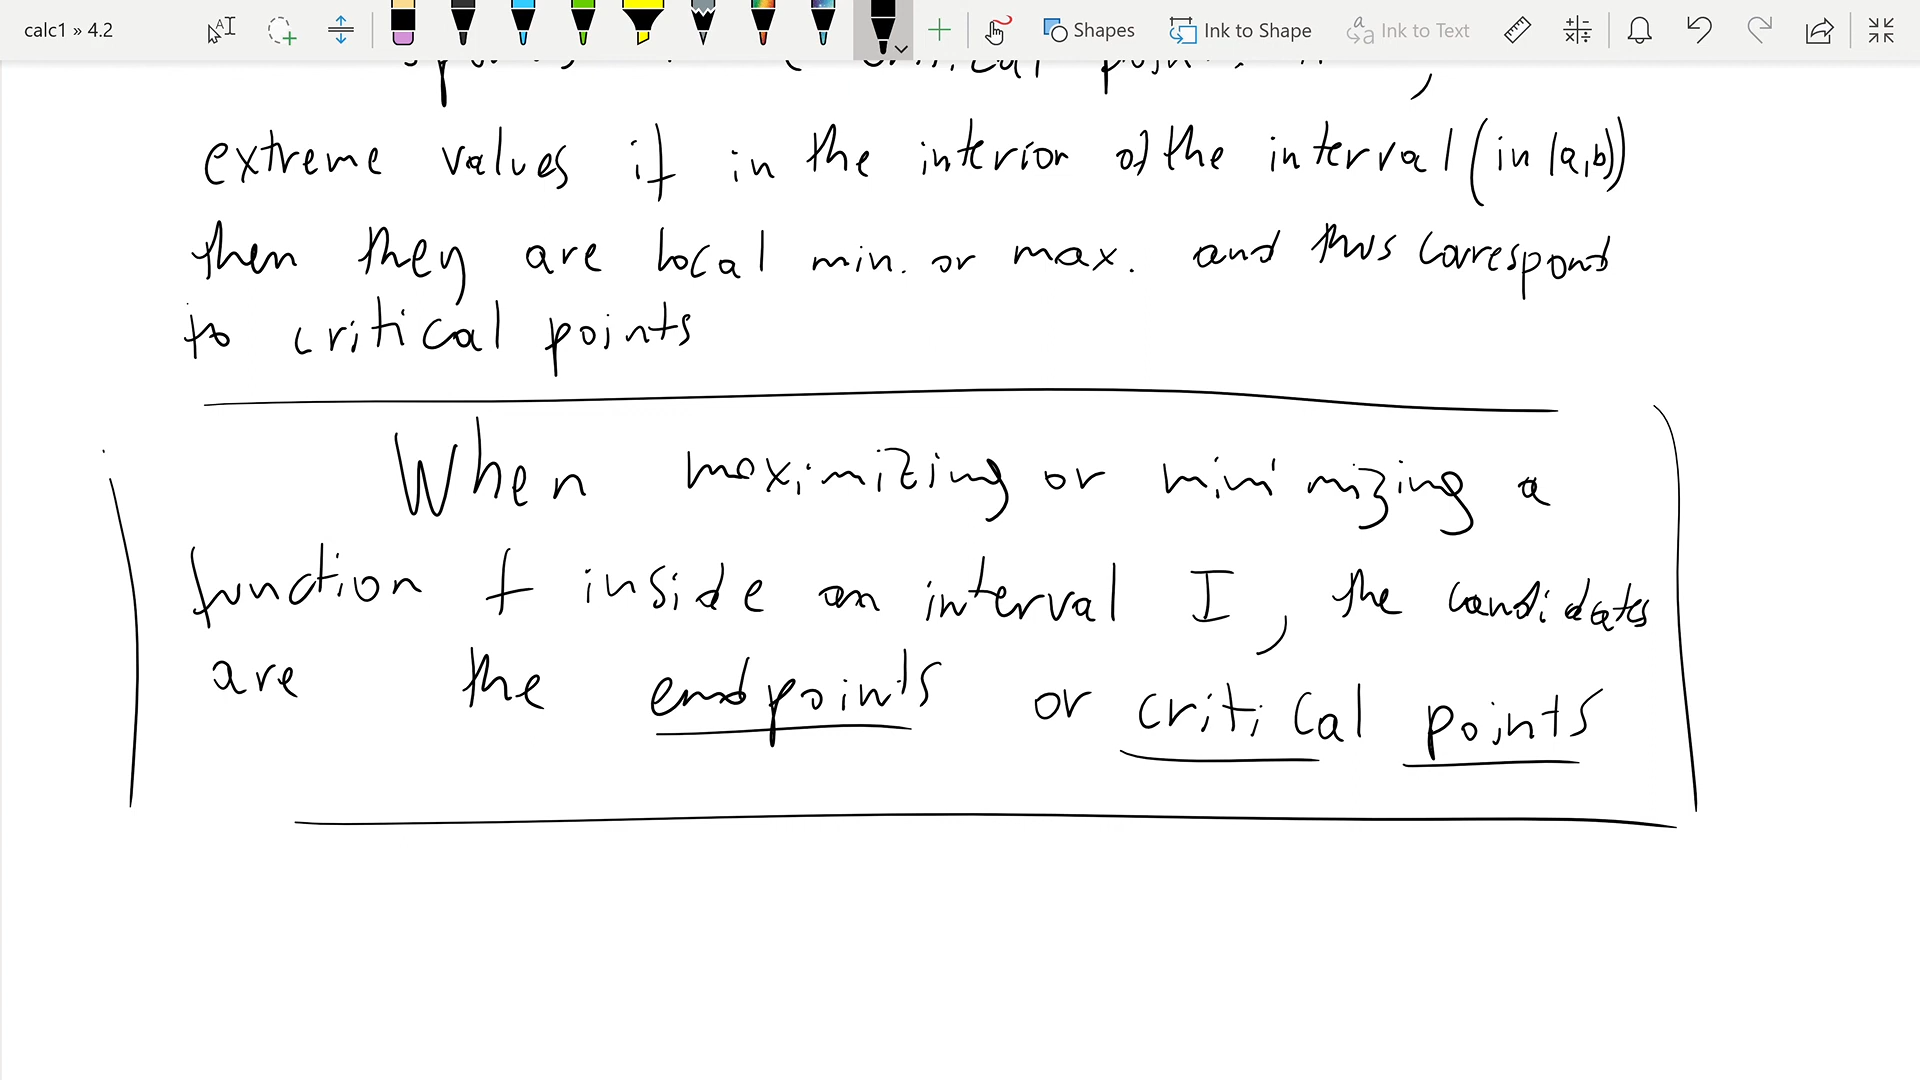 calc1 » 4.2
Shapes
Ink to Shape
Ink to Text
critical point
extreme values if in the interior of the interval (in (a,b))
then they are local min. or max. and thus correspond
to critical points
When maximizing or minimizing a
function f inside an interval I, the candidates
are the endpoints or critical points